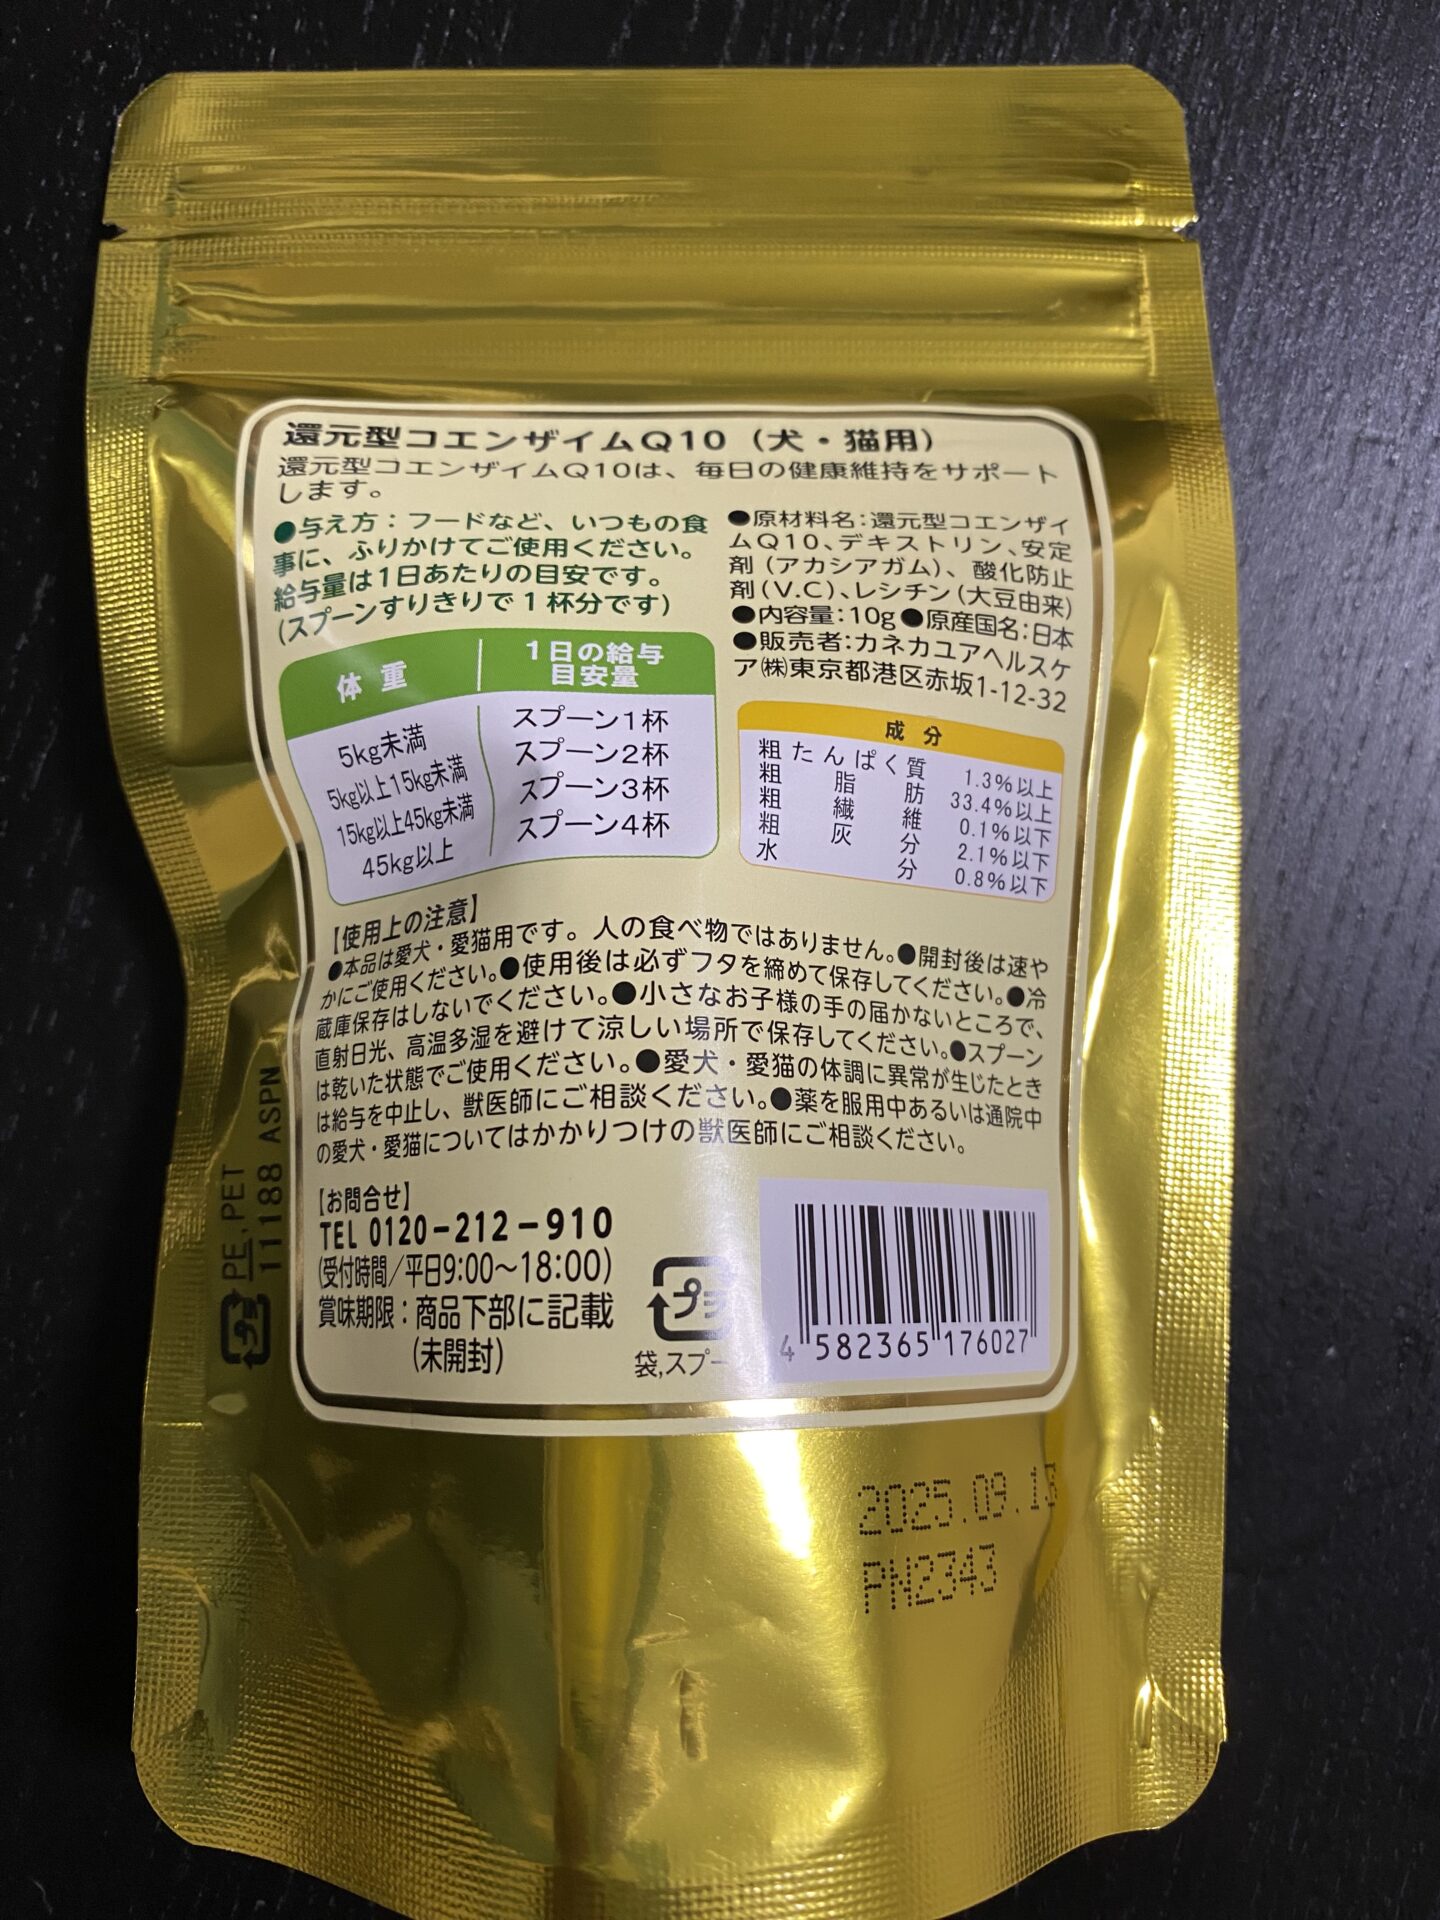 還元型コエンザイムQ10（犬・猫用）
還元型コエンザイムQ10は、毎日の健康維持をサポート
します。
●与え方：フードなど、いつもの食
事に、ふりかけてご使用ください。
給与量は1日あたりの目安です。
(スプーンすりきりで1杯分です)
体 重
1日の給与
目安量
5kg未満 スプーン1杯
5kg以上15kg未満 スプーン2杯
15kg以上45kg未満 スプーン3杯
45kg以上 スプーン4杯
●原材料名：還元型コエンザイ
ムQ10、デキストリン、安定
剤（アカシアガム）、酸化防止
剤(V.C)、レシチン(大豆由来)
●内容量：10g●原産国名：日本
●販売者：カネカユアヘルスケ
ア㈱東京都港区赤坂1-12-32
成 分
粗たんぱく質 1.3%以上
粗脂肪 33.4%以上
粗繊維 0.1%以下
粗灰分 2.1%以下
水分 0.8%以下
【使用上の注意】
●本品は愛犬・愛猫用です。人の食べ物ではありません。●開封後は速や
かにご使用ください。●使用後は必ずフタを締めて保存してください。●冷
蔵庫保存はしないでください。●小さなお子様の手の届かないところで、
直射日光、高温多湿を避けて涼しい場所で保存してください。●スプーン
は乾いた状態でご使用ください。●愛犬・愛猫の体調に異常が生じたとき
は給与を中止し、獣医師にご相談ください。●薬を服用中あるいは通院中
の愛犬・愛猫についてはかかりつけの獣医師にご相談ください。
【お問合せ】
TEL 0120-212-910
(受付時間／平日9:00～18:00)
賞味期限：商品下部に記載
(未開封)
プラ
袋,スプー
4 582365 176027
プラ PE,PET
11188 ASPN
2025.09.13
PN2343